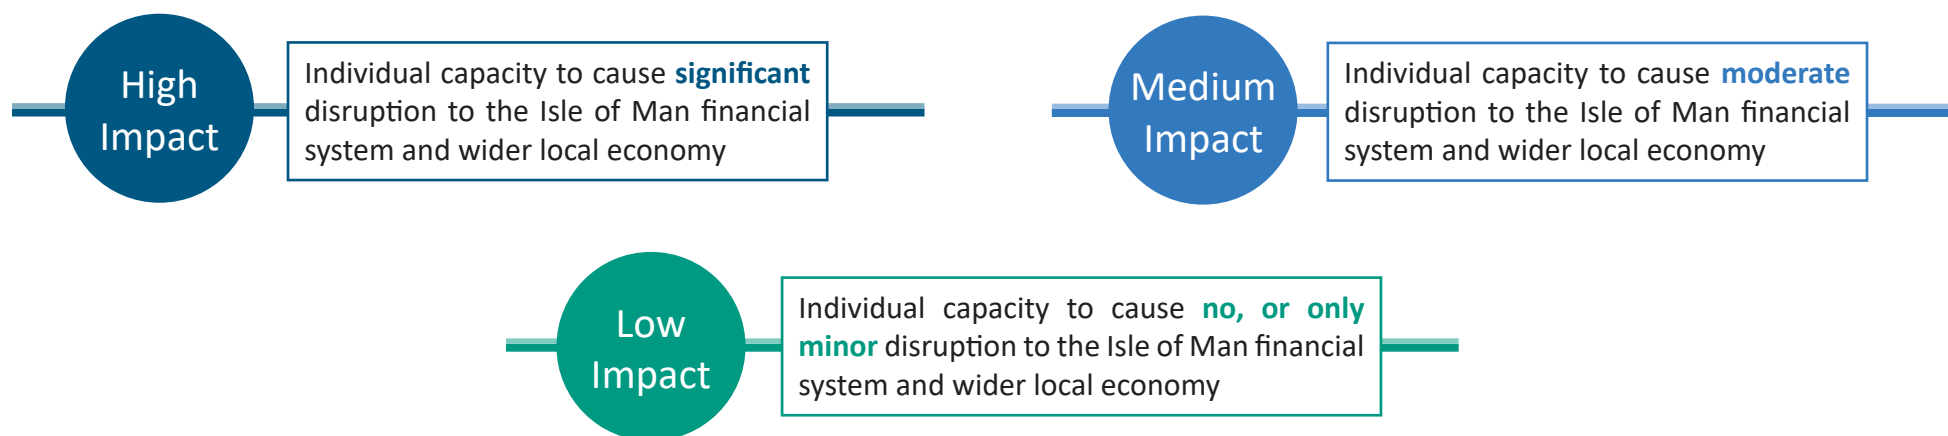 High
Impact
Individual capacity to cause significant
disruption to the Isle of Man financial
system and wider local economy
Medium
Impact
Individual capacity to cause moderate
disruption to the Isle of Man financial
system and wider local economy
Low
Impact
Individual capacity to cause no, or only
minor disruption to the Isle of Man financial
system and wider local economy